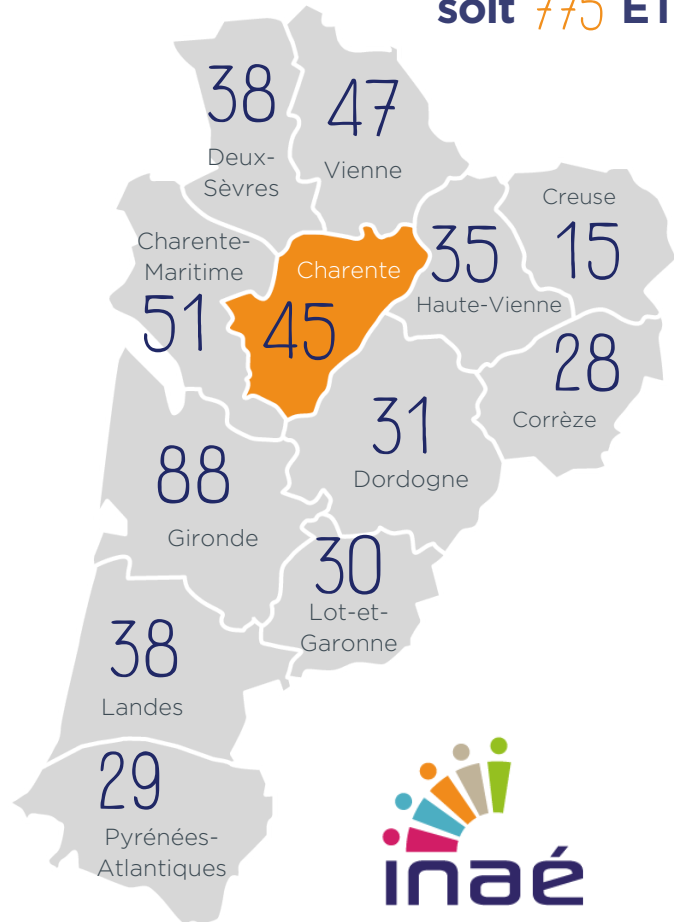 soit 775 ET
38
Deux-
Sèvres
47
Vienne
Creuse
15
Charente-
Maritime
51
Charente
45
35
Haute-Vienne
28
Corrèze
31
Dordogne
88
Gironde
30
Lot-et-
Garonne
38
Landes
29
Pyrénées-
Atlantiques
inaé